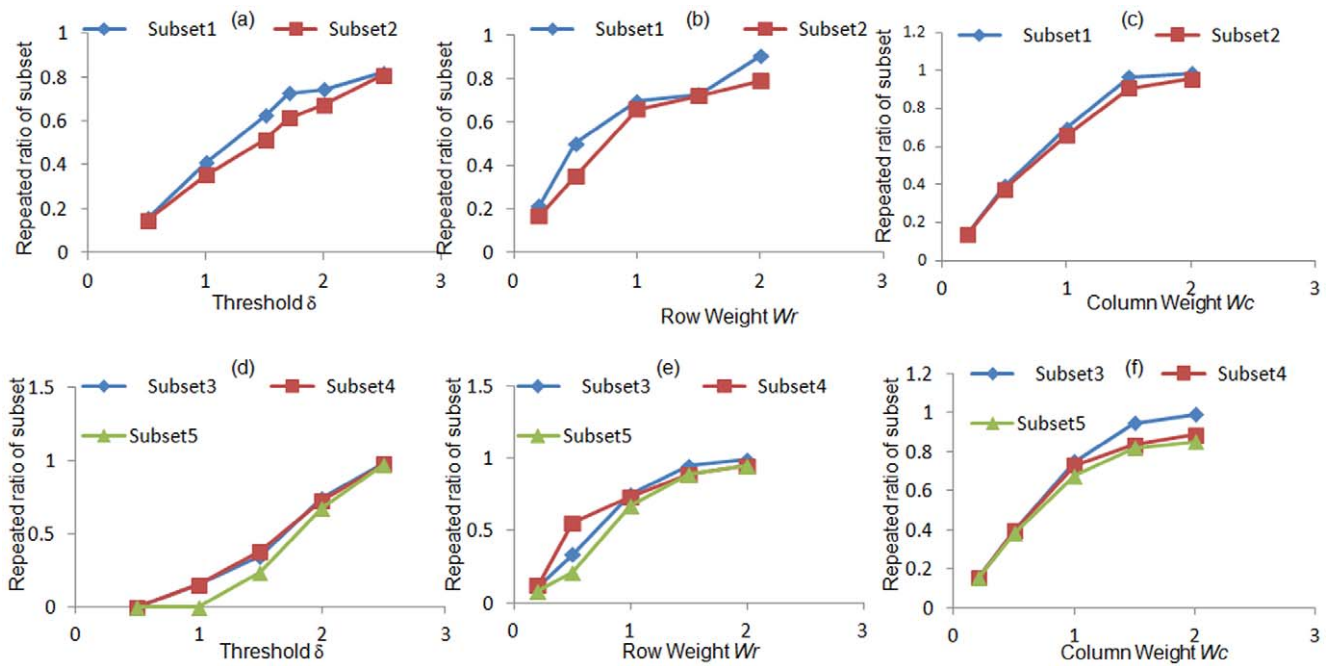 (a)
Subset1 Subset2
Repeated ratio of subset
1
0.8
0.6
0.4
0.2
0
0 1 2 3
Threshold δ
(b)
Subset1 Subset2
Repeated ratio of subset
1
0.8
0.6
0.4
0.2
0
0 1 2 3
Row Weight Wr
(c)
Subset1 Subset2
Repeated ratio of subset
1.2
1
0.8
0.6
0.4
0.2
0
0 1 2 3
Column Weight Wc
(d)
Subset3 Subset4
Subset5
Repeated ratio of subset
1.5
1
0.5
0
0 1 2 3
Threshold δ
(e)
Subset3 Subset4
Subset5
Repeated ratio of subset
1.5
1
0.5
0
0 1 2 3
Row Weight Wr
(f)
Subset3 Subset4
Subset5
Repeated ratio of subset
1.2
1
0.8
0.6
0.4
0.2
0
0 1 2 3
Column Weight Wc